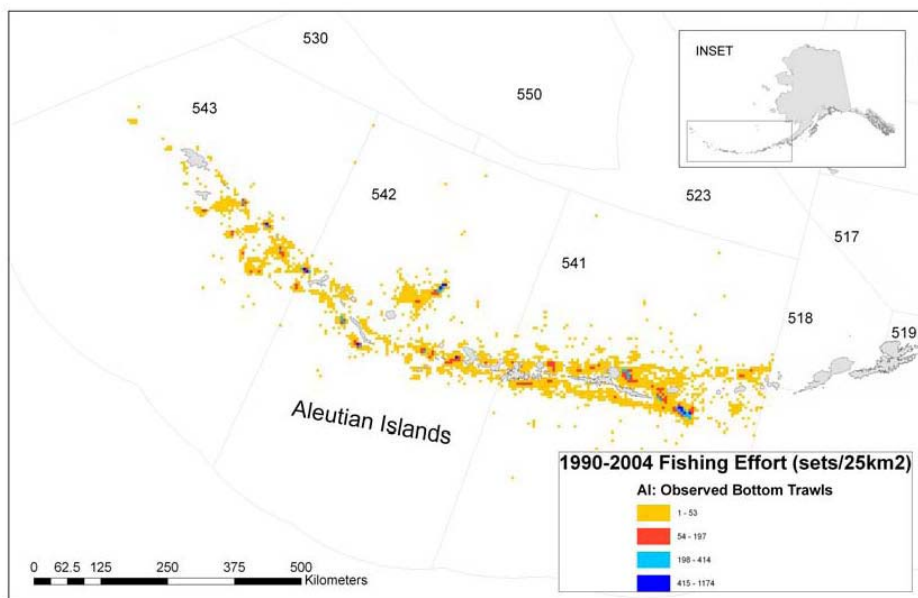 530
INSET
543
550
542
523
517
541
518
519
Aleutian Islands
1990-2004 Fishing Effort (sets/25km2)
AI: Observed Bottom Trawls
1 - 53
54 - 197
198 - 414
415 - 1174
0 62.5 125 250 375 500
Kilometers